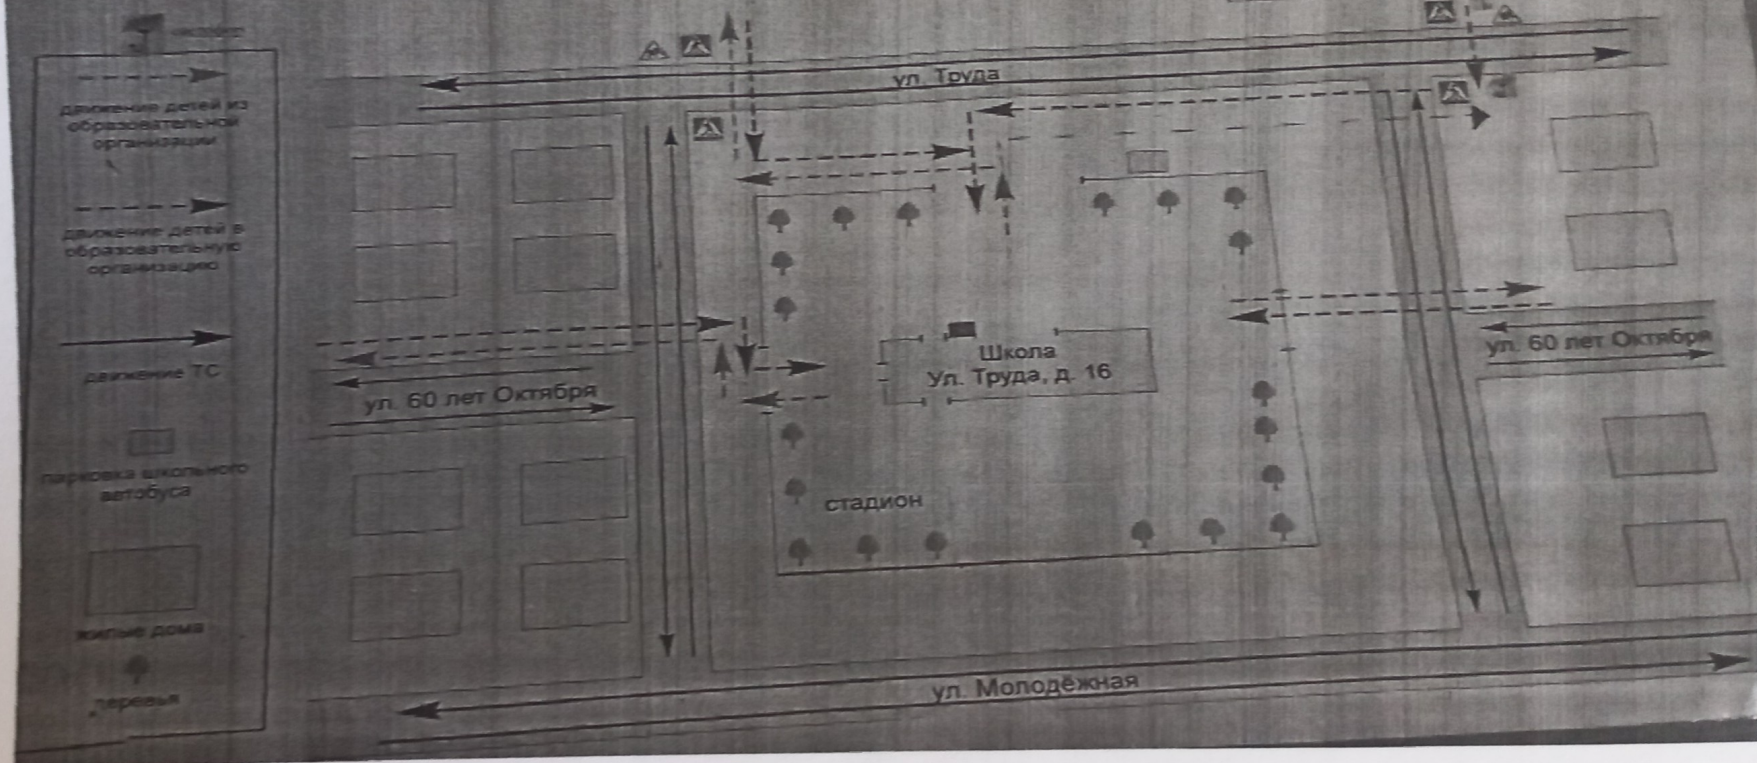 движение детей из
образовательной
организации
движение детей в
образовательную
организацию
движение ТС
парковка школьного
автобуса
жилые дома
деревья
ул. Труда
ул. 60 лет Октября
Школа
Ул. Труда, д. 16
стадион
ул. 60 лет Октября
ул. Молодёжная